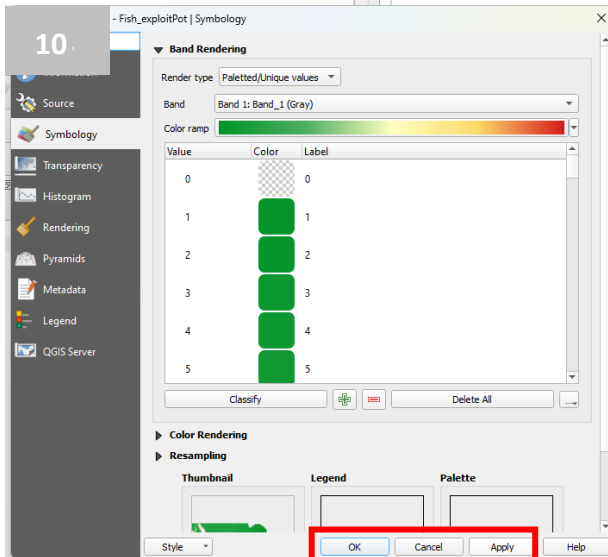 - Fish_exploitPot | Symbology
10
Source
Symbology
Transparency
Histogram
Rendering
Pyramids
Metadata
Legend
QGIS Server
Band Rendering
Render type Paletted/Unique values
Band Band 1: Band_1 (Gray)
Color ramp
Value Color Label
0 0
1 1
2 2
3 3
4 4
5 5
Classify Delete All ...
Color Rendering
Resampling
Thumbnail Legend Palette
Style OK Cancel Apply Help